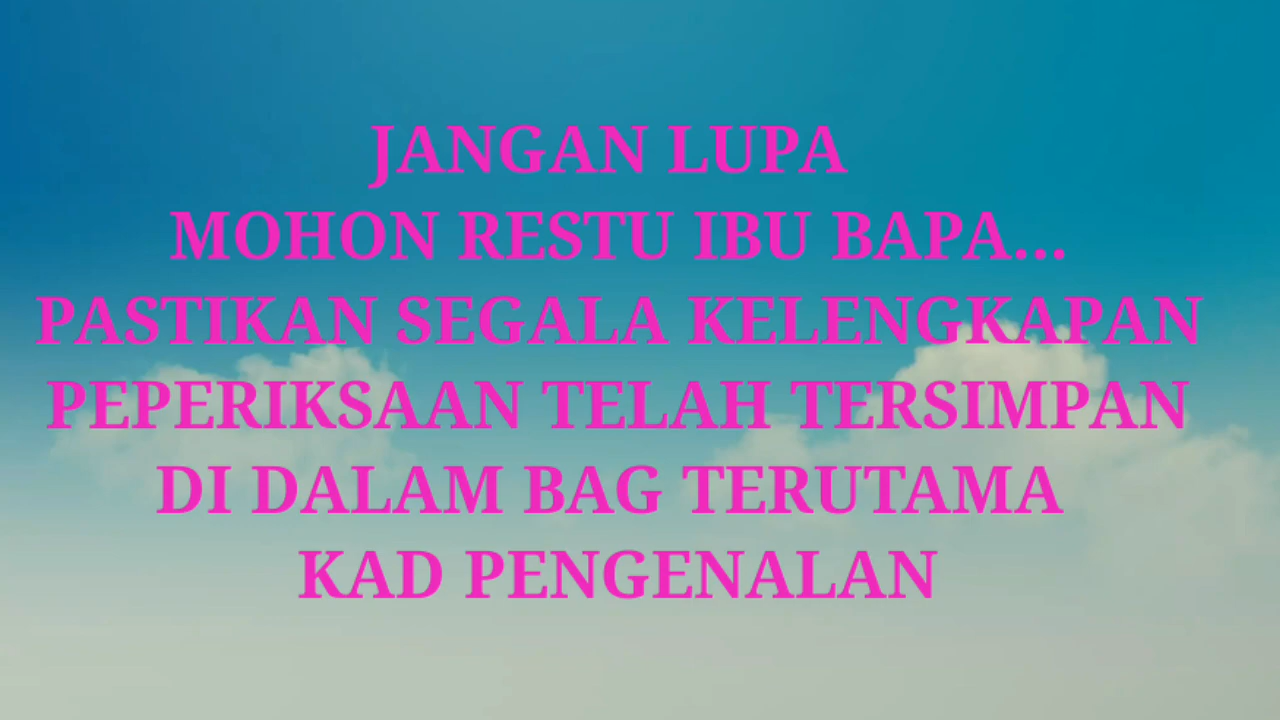 JANGAN LUPA
MOHON RESTU IBU BAPA...
PASTIKAN SEGALA KELENGKAPAN
PEPERIKSAAN TELAH TERSIMPAN
DI DALAM BAG TERUTAMA
KAD PENGENALAN